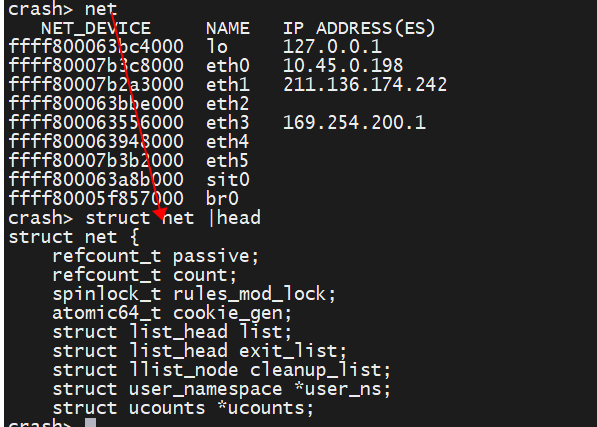 crash> net
NET_DEVICE NAME IP ADDRESS(ES)
ffff800063bc4000 lo 127.0.0.1
ffff80007b3c8000 eth0 10.45.0.198
ffff80007b2a3000 eth1 211.136.174.242
ffff800063bbe000 eth2
ffff800063556000 eth3 169.254.200.1
ffff800063948000 eth4
ffff80007b3b2000 eth5
ffff800063a8b000 sit0
ffff80005f857000 br0
crash> struct net |head
struct net {
refcount_t passive;
refcount_t count;
spinlock_t rules_mod_lock;
atomic64_t cookie_gen;
struct list_head list;
struct list_head exit_list;
struct llist_node cleanup_list;
struct user_namespace *user_ns;
struct ucounts *ucounts;
crash>